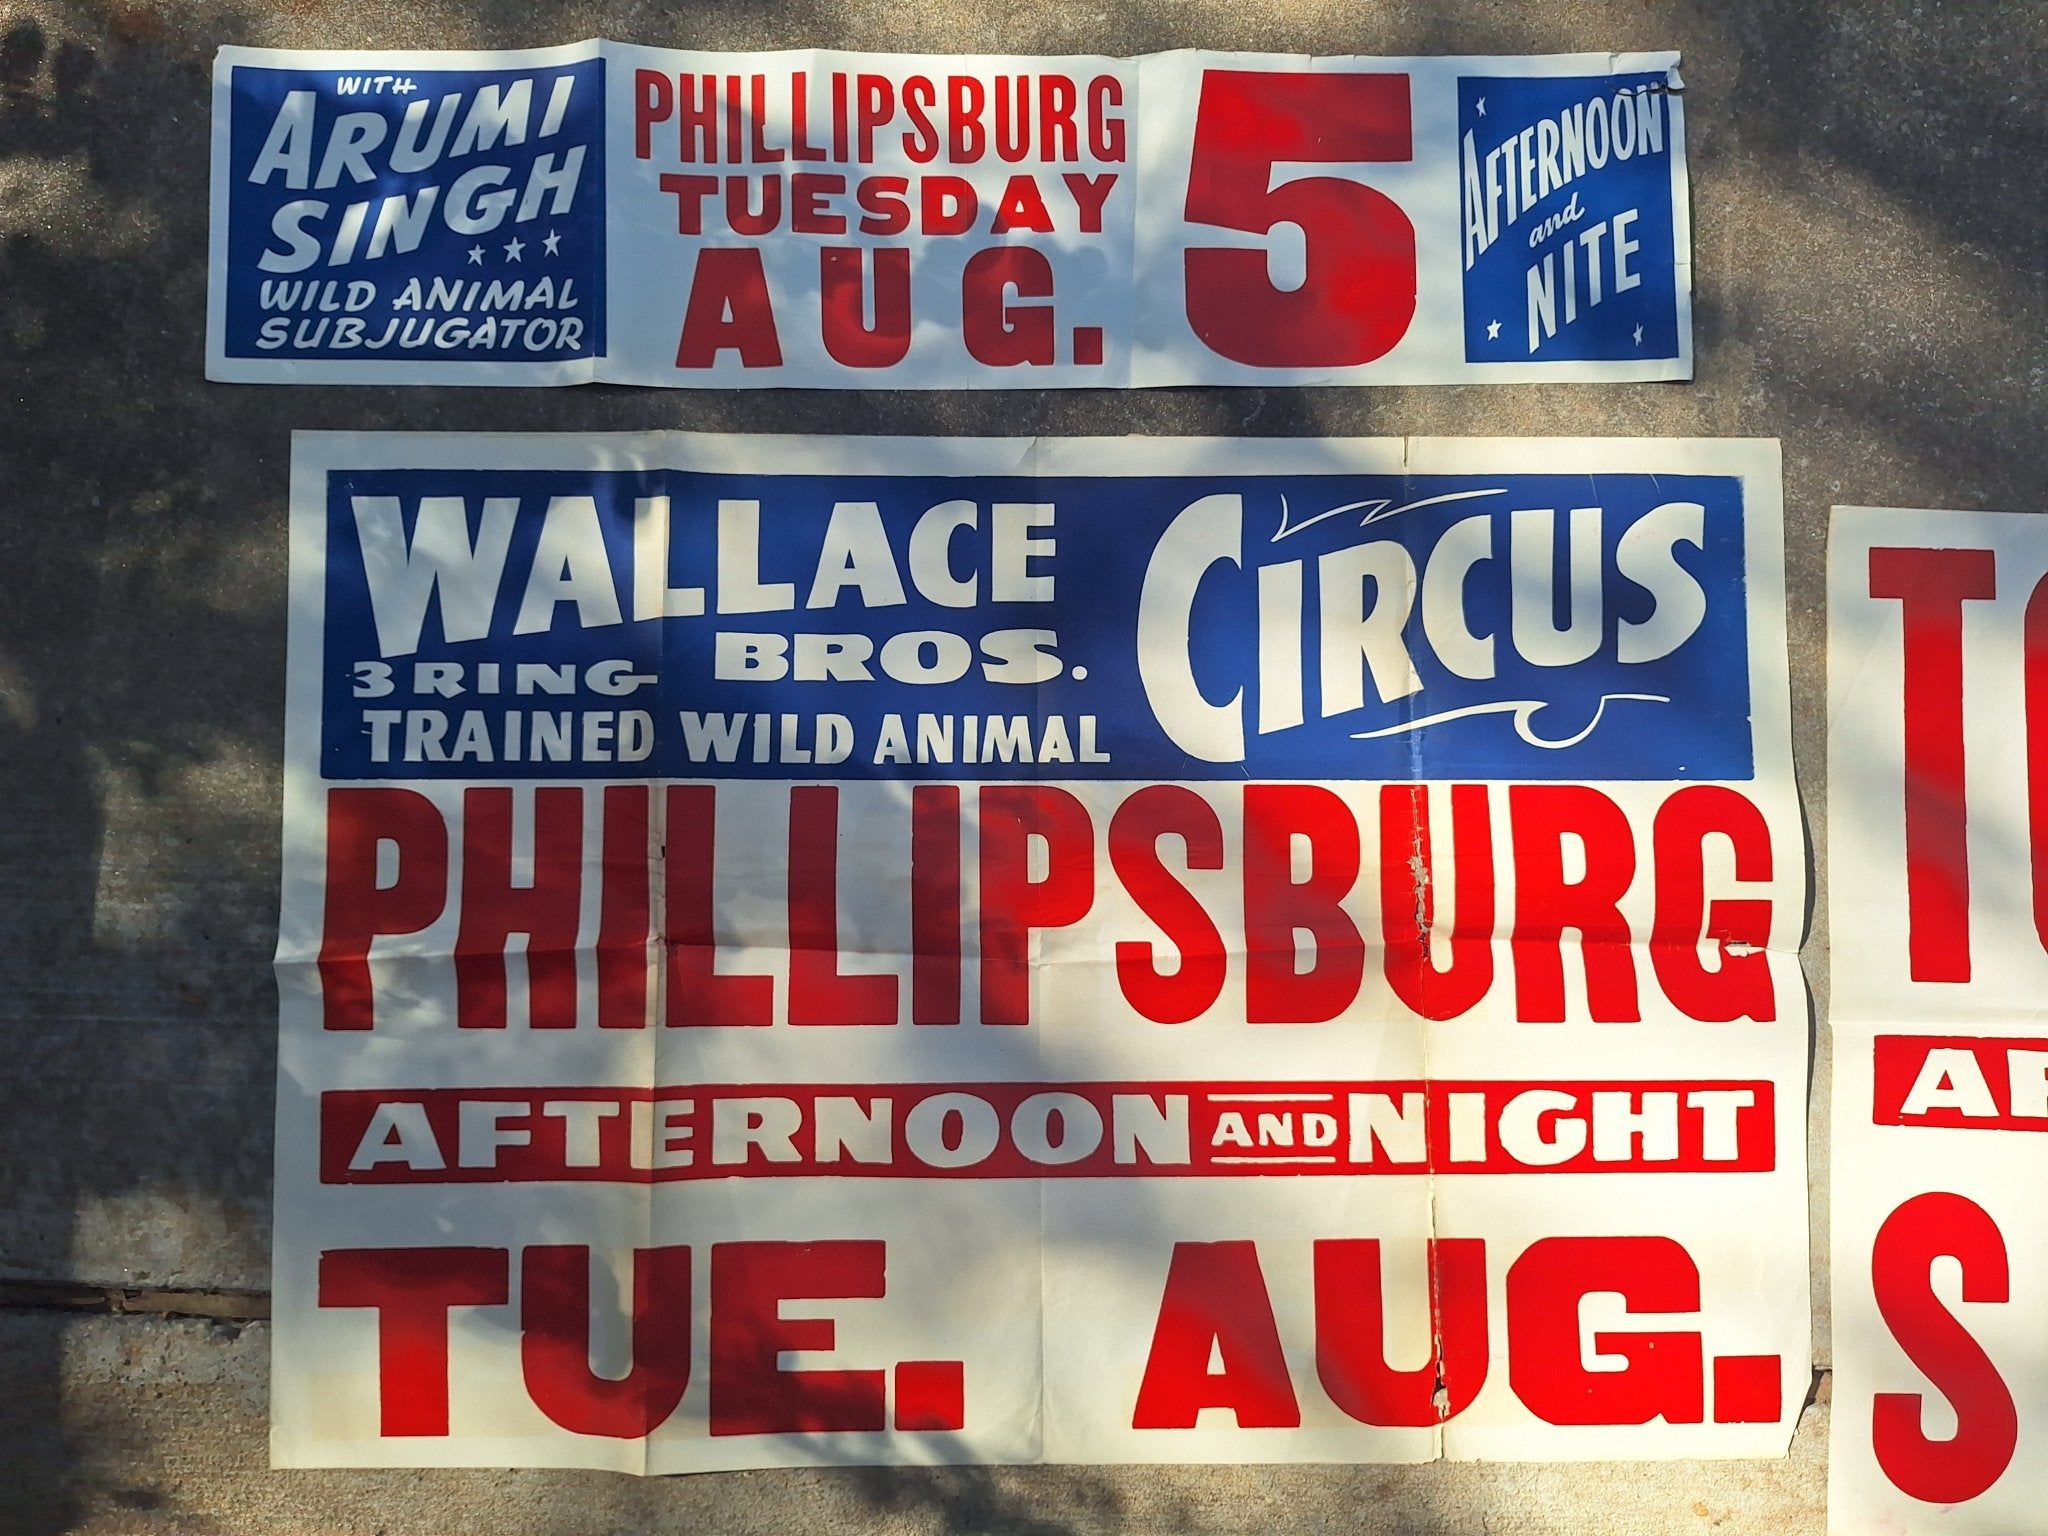 WITH
ARUMI
SINGH
WILD ANIMAL
SUBJUGATOR
PHILLIPSBURG
TUESDAY
AUG.
5
AFTERNOON
and
NITE
WALLACE
BROS.
3 RING
TRAINED WILD ANIMAL
CIRCUS
PHILLIPSBURG
AFTERNOON AND NIGHT
TUE. AUG.
T
AF
S